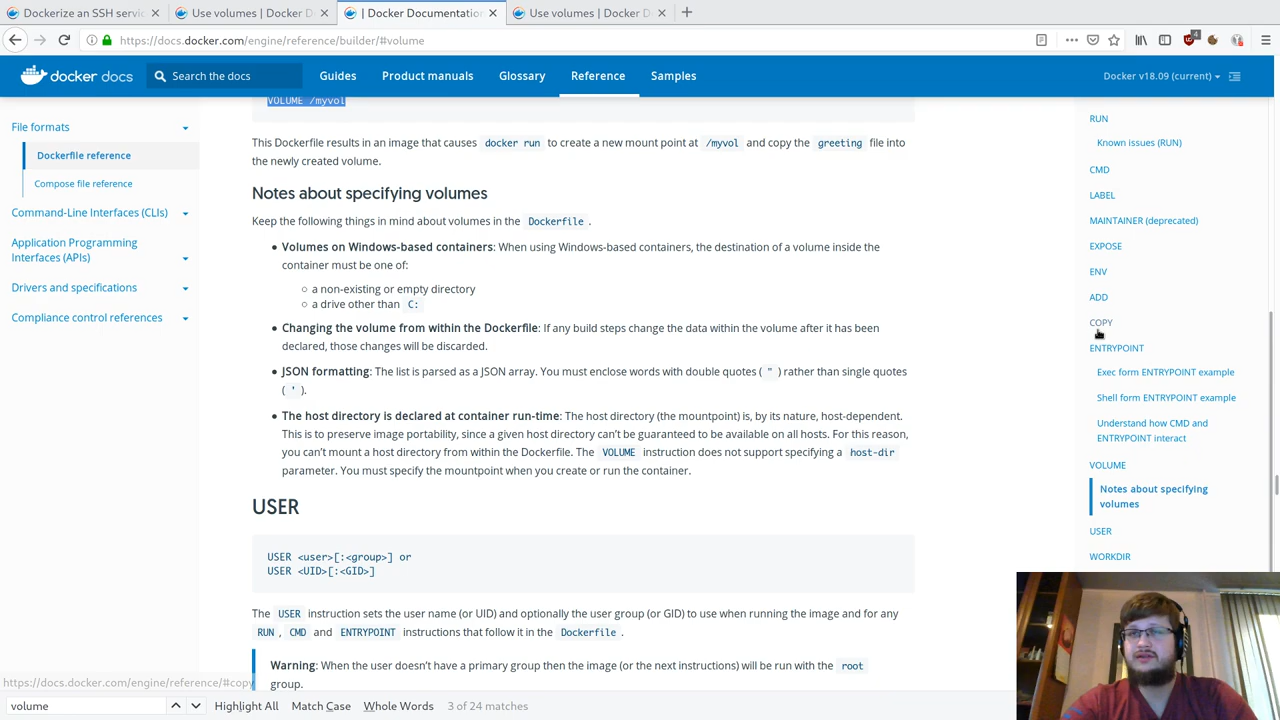 Dockerize an SSH servic
Use volumes | Docker D
| Docker Documentation
Use volumes | Docker D
https://docs.docker.com/engine/reference/builder/#volume
4
docker docs
Search the docs
Guides
Product manuals
Glossary
Reference
Samples
Docker v18.09 (current)
File formats
Dockerfile reference
Compose file reference
Command-Line Interfaces (CLIs)
Application Programming
Interfaces (APIs)
Drivers and specifications
Compliance control references
VOLUME /myvol
This Dockerfile results in an image that causes docker run to create a new mount point at /myvol and copy the greeting file into
the newly created volume.
Notes about specifying volumes
Keep the following things in mind about volumes in the Dockerfile .
• Volumes on Windows-based containers: When using Windows-based containers, the destination of a volume inside the
container must be one of:
○ a non-existing or empty directory
○ a drive other than C:
• Changing the volume from within the Dockerfile: If any build steps change the data within the volume after it has been
declared, those changes will be discarded.
• JSON formatting: The list is parsed as a JSON array. You must enclose words with double quotes ( " ) rather than single quotes
( ' ).
• The host directory is declared at container run-time: The host directory (the mountpoint) is, by its nature, host-dependent.
This is to preserve image portability, since a given host directory can't be guaranteed to be available on all hosts. For this reason,
you can't mount a host directory from within the Dockerfile. The VOLUME instruction does not support specifying a host-dir
parameter. You must specify the mountpoint when you create or run the container.
USER
USER <user>[:<group>] or
USER <UID>[:<GID>]
The USER instruction sets the user name (or UID) and optionally the user group (or GID) to use when running the image and for any
RUN , CMD and ENTRYPOINT instructions that follow it in the Dockerfile .
Warning: When the user doesn't have a primary group then the image (or the next instructions) will be run with the root
group.
RUN
Known issues (RUN)
CMD
LABEL
MAINTAINER (deprecated)
EXPOSE
ENV
ADD
COPY
ENTRYPOINT
Exec form ENTRYPOINT example
Shell form ENTRYPOINT example
Understand how CMD and
ENTRYPOINT interact
VOLUME
Notes about specifying
volumes
USER
WORKDIR
https://docs.docker.com/engine/reference/#copy
volume
Highlight All
Match Case
Whole Words
3 of 24 matches